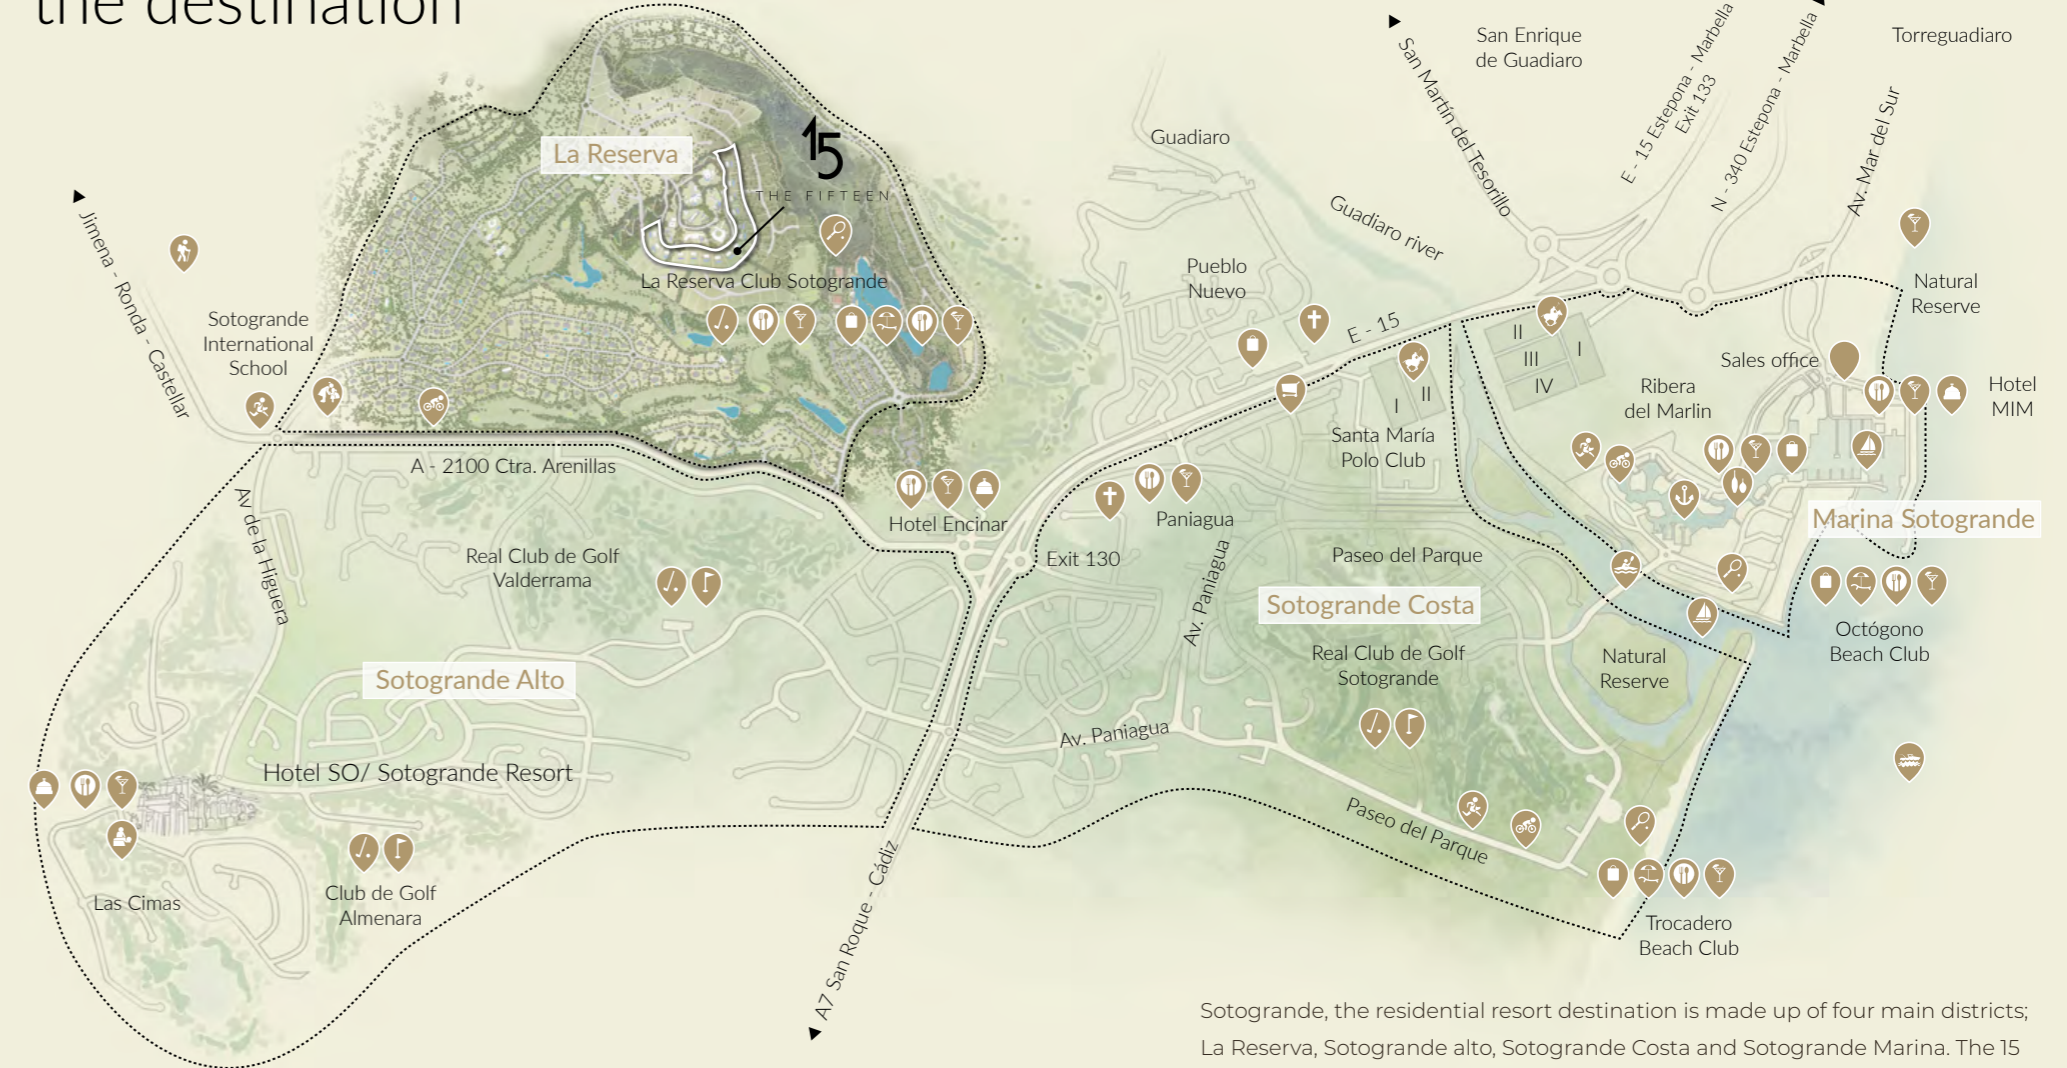 the destination
San Enrique
de Guadiaro
Torreguadiaro
San Martín del Tesorillo
E - 15 Estepona - Marbella
Exit 133
N - 340 Estepona - Marbella
Av. Mar del Sur
La Reserva
15
THE FIFTEEN
Guadiaro
Guadiaro river
Jimena - Ronda - Castellar
La Reserva Club Sotogrande
Pueblo
Nuevo
Natural
Reserve
Sotogrande
International
School
E - 15
II
III
IV
I
Sales office
Ribera
del Marlin
Hotel
MIM
I
II
Santa María
Polo Club
A - 2100 Ctra. Arenillas
Av de la Higuera
Hotel Encinar
Paniagua
Marina Sotogrande
Real Club de Golf
Valderrama
Exit 130
Av. Paniagua
Paseo del Parque
Sotogrande Costa
Octógono
Beach Club
Real Club de Golf
Sotogrande
Natural
Reserve
Sotogrande Alto
Av. Paniagua
Hotel SO/ Sotogrande Resort
Paseo del Parque
Las Cimas
Club de Golf
Almenara
A7 San Roque - Cádiz
Trocadero
Beach Club
Sotogrande, the residential resort destination is made up of four main districts;
La Reserva, Sotogrande alto, Sotogrande Costa and Sotogrande Marina. The 15